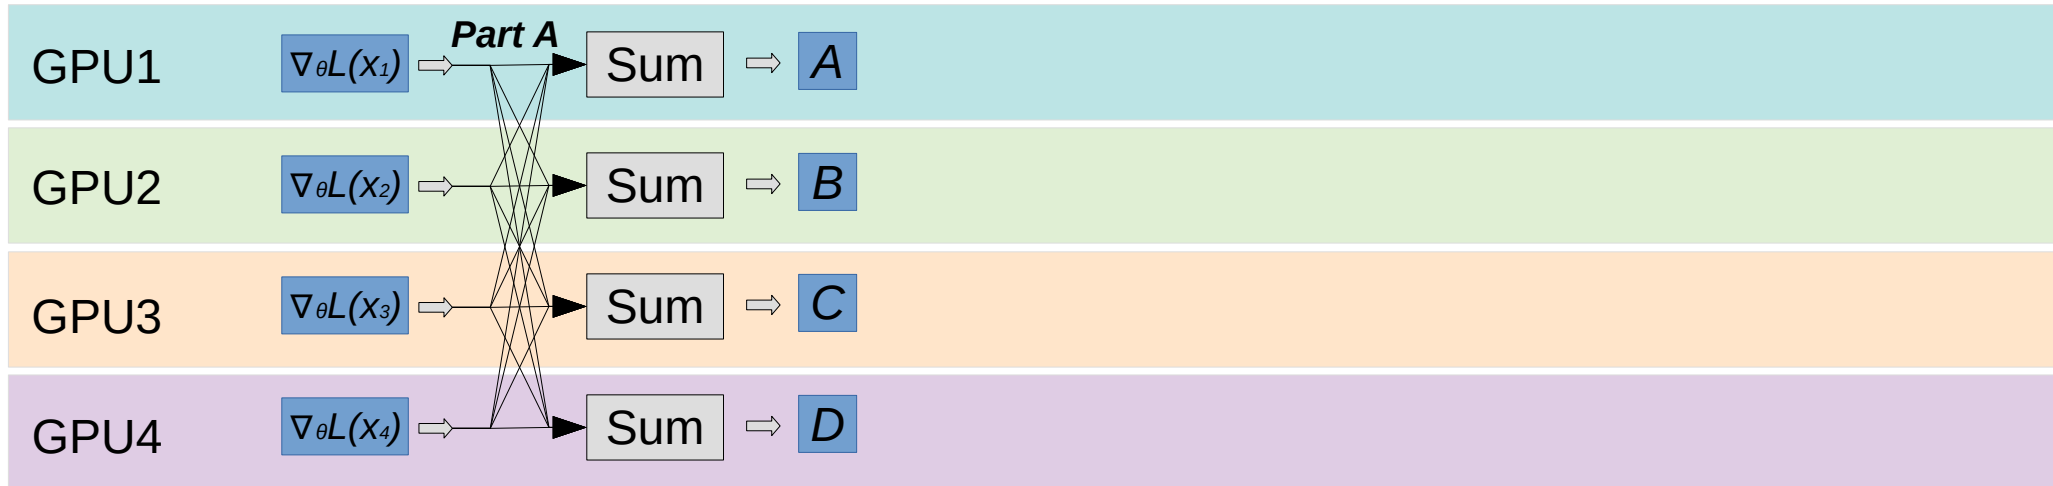 Part A
GPU1 ∇θL(x1) Sum A
GPU2 ∇θL(x2) Sum B
GPU3 ∇θL(x3) Sum C
GPU4 ∇θL(x4) Sum D